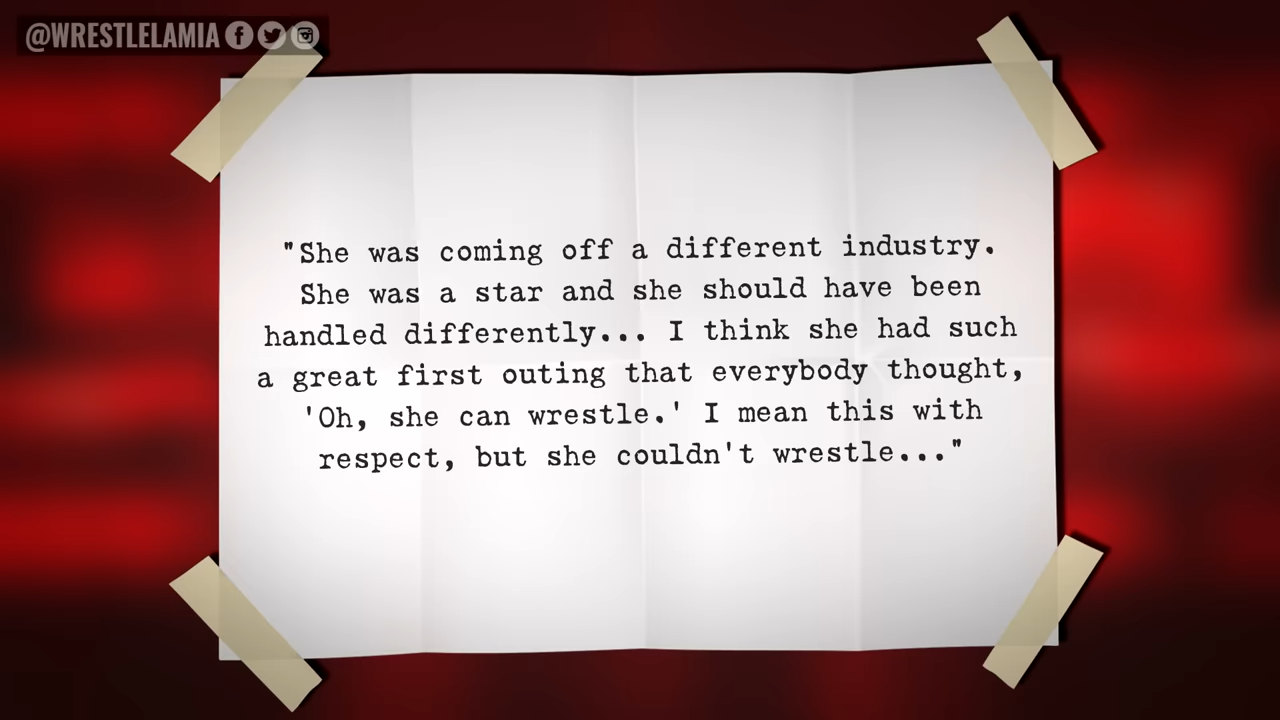 @WRESTLELAMIA
"She was coming off a different industry.
She was a star and she should have been
handled differently... I think she had such
a great first outing that everybody thought,
'Oh, she can wrestle.' I mean this with
respect, but she couldn't wrestle..."